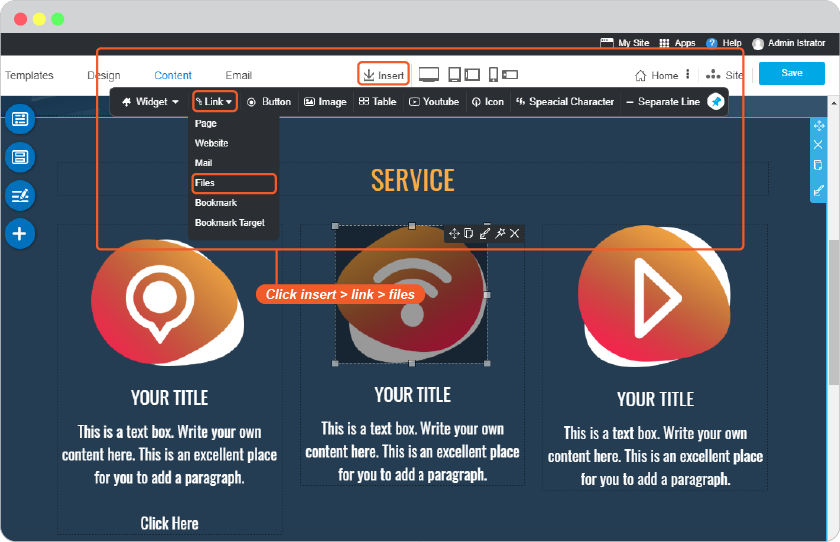 My Site Apps Help Admin Istrator
Templates Design Content Email Insert Home Site Save
Widget Link Button Image Table Youtube Icon Speacial Character Separate Line
Page
Website
Mail
Files
Bookmark
Bookmark Target
SERVICE
Click insert > link > files
YOUR TITLE
This is a text box. Write your own
content here. This is an excellent place
for you to add a paragraph.
Click Here
YOUR TITLE
This is a text box. Write your own
content here. This is an excellent place
for you to add a paragraph.
YOUR TITLE
This is a text box. Write your own
content here. This is an excellent place
for you to add a paragraph.